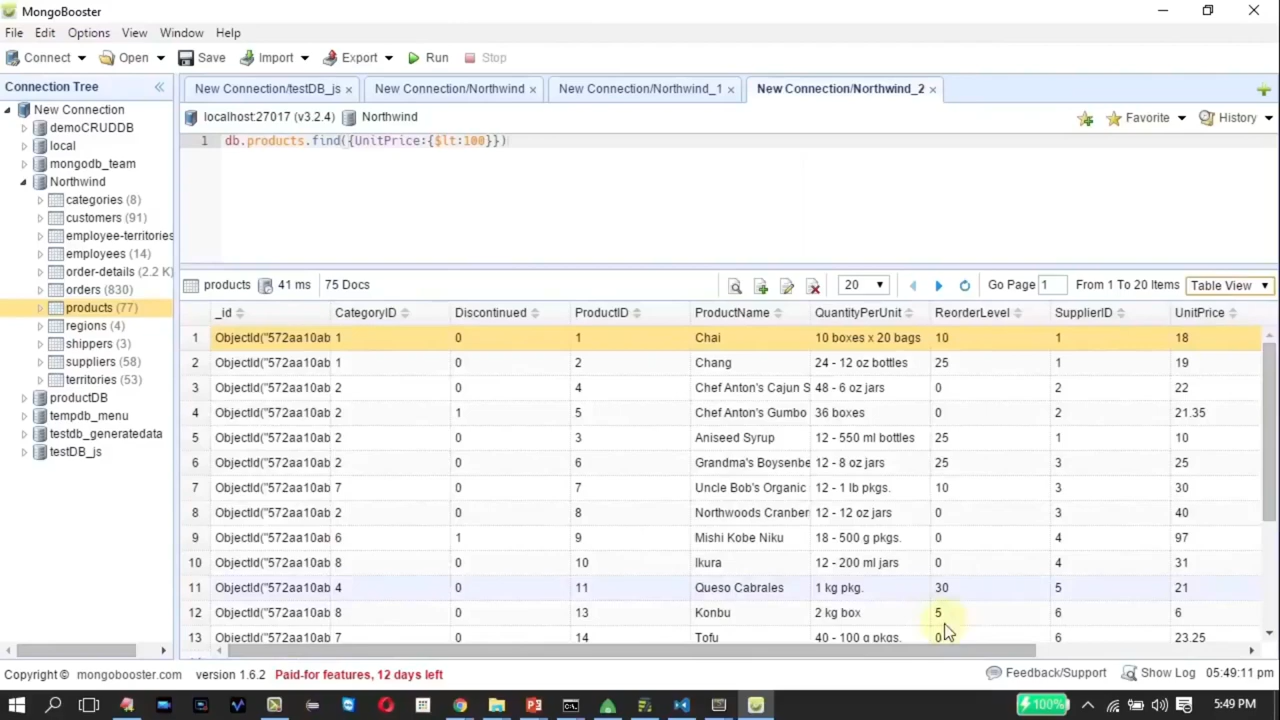 MongoBooster
File Edit Options View Window Help
Connect Open Save Import Export Run Stop
Connection Tree
New Connection/testDB_js × New Connection/Northwind × New Connection/Northwind_1 × New Connection/Northwind_2 ×
New Connection
demoCRUDDB
local
mongodb_team
Northwind
categories (8)
customers (91)
employee-territories
employees (14)
order-details (2.2 K)
orders (830)
products (77)
regions (4)
shippers (3)
suppliers (58)
territories (53)
productDB
tempdb_menu
testdb_generatedata
testDB_js
localhost:27017 (v3.2.4) Northwind Favorite History
1 db.products.find({UnitPrice:{$lt:100}})
products 41 ms 75 Docs 20 Go Page 1 From 1 To 20 Items Table View
_id CategoryID Discontinued ProductID ProductName QuantityPerUnit ReorderLevel SupplierID UnitPrice
1 ObjectId("572aa10ab 1 0 1 Chai 10 boxes x 20 bags 10 1 18
2 ObjectId("572aa10ab 1 0 2 Chang 24 - 12 oz bottles 25 1 19
3 ObjectId("572aa10ab 2 0 4 Chef Anton's Cajun S 48 - 6 oz jars 0 2 22
4 ObjectId("572aa10ab 2 1 5 Chef Anton's Gumbo 36 boxes 0 2 21.35
5 ObjectId("572aa10ab 2 0 3 Aniseed Syrup 12 - 550 ml bottles 25 1 10
6 ObjectId("572aa10ab 2 0 6 Grandma's Boysenbe 12 - 8 oz jars 25 3 25
7 ObjectId("572aa10ab 7 0 7 Uncle Bob's Organic 12 - 1 lb pkgs. 10 3 30
8 ObjectId("572aa10ab 2 0 8 Northwoods Cranber 12 - 12 oz jars 0 3 40
9 ObjectId("572aa10ab 6 1 9 Mishi Kobe Niku 18 - 500 g pkgs. 0 4 97
10 ObjectId("572aa10ab 8 0 10 Ikura 12 - 200 ml jars 0 4 31
11 ObjectId("572aa10ab 4 0 11 Queso Cabrales 1 kg pkg. 30 5 21
12 ObjectId("572aa10ab 8 0 13 Konbu 2 kg box 5 6 6
13 ObjectId("572aa10ab 7 0 14 Tofu 40 - 100 g pkgs. 0 6 23.25
Copyright © mongobooster.com version 1.6.2 Paid-for features, 12 days left Feedback/Support Show Log 05:49:11 pm
100% 5:49 PM